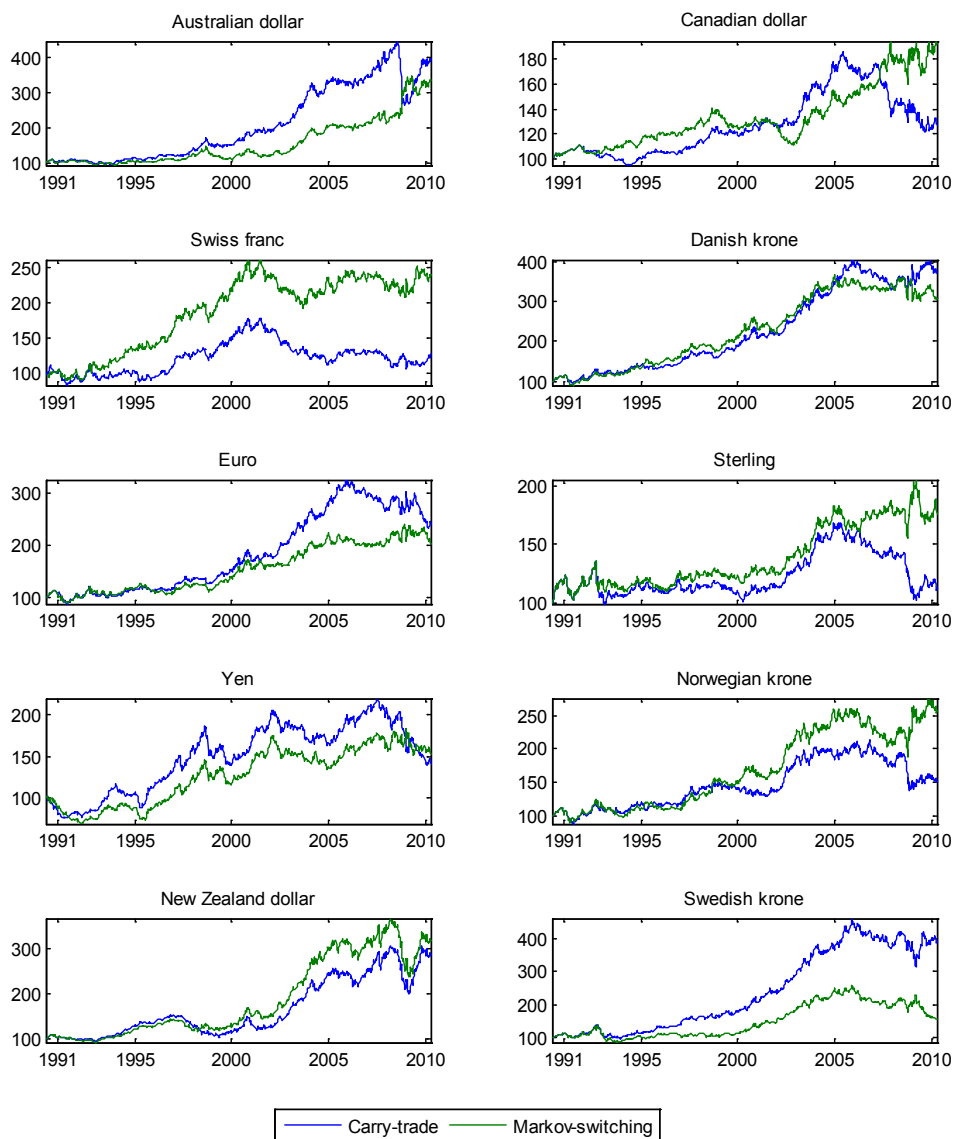 Australian dollar
400
300
200
100
1991 1995 2000 2005 2010
Canadian dollar
180
160
140
120
100
1991 1995 2000 2005 2010
Swiss franc
250
200
150
100
1991 1995 2000 2005 2010
Danish krone
400
300
200
100
1991 1995 2000 2005 2010
Euro
300
200
100
1991 1995 2000 2005 2010
Sterling
200
150
100
1991 1995 2000 2005 2010
Yen
200
150
100
1991 1995 2000 2005 2010
Norwegian krone
250
200
150
100
1991 1995 2000 2005 2010
New Zealand dollar
300
200
100
1991 1995 2000 2005 2010
Swedish krone
400
300
200
100
1991 1995 2000 2005 2010
Carry-trade Markov-switching